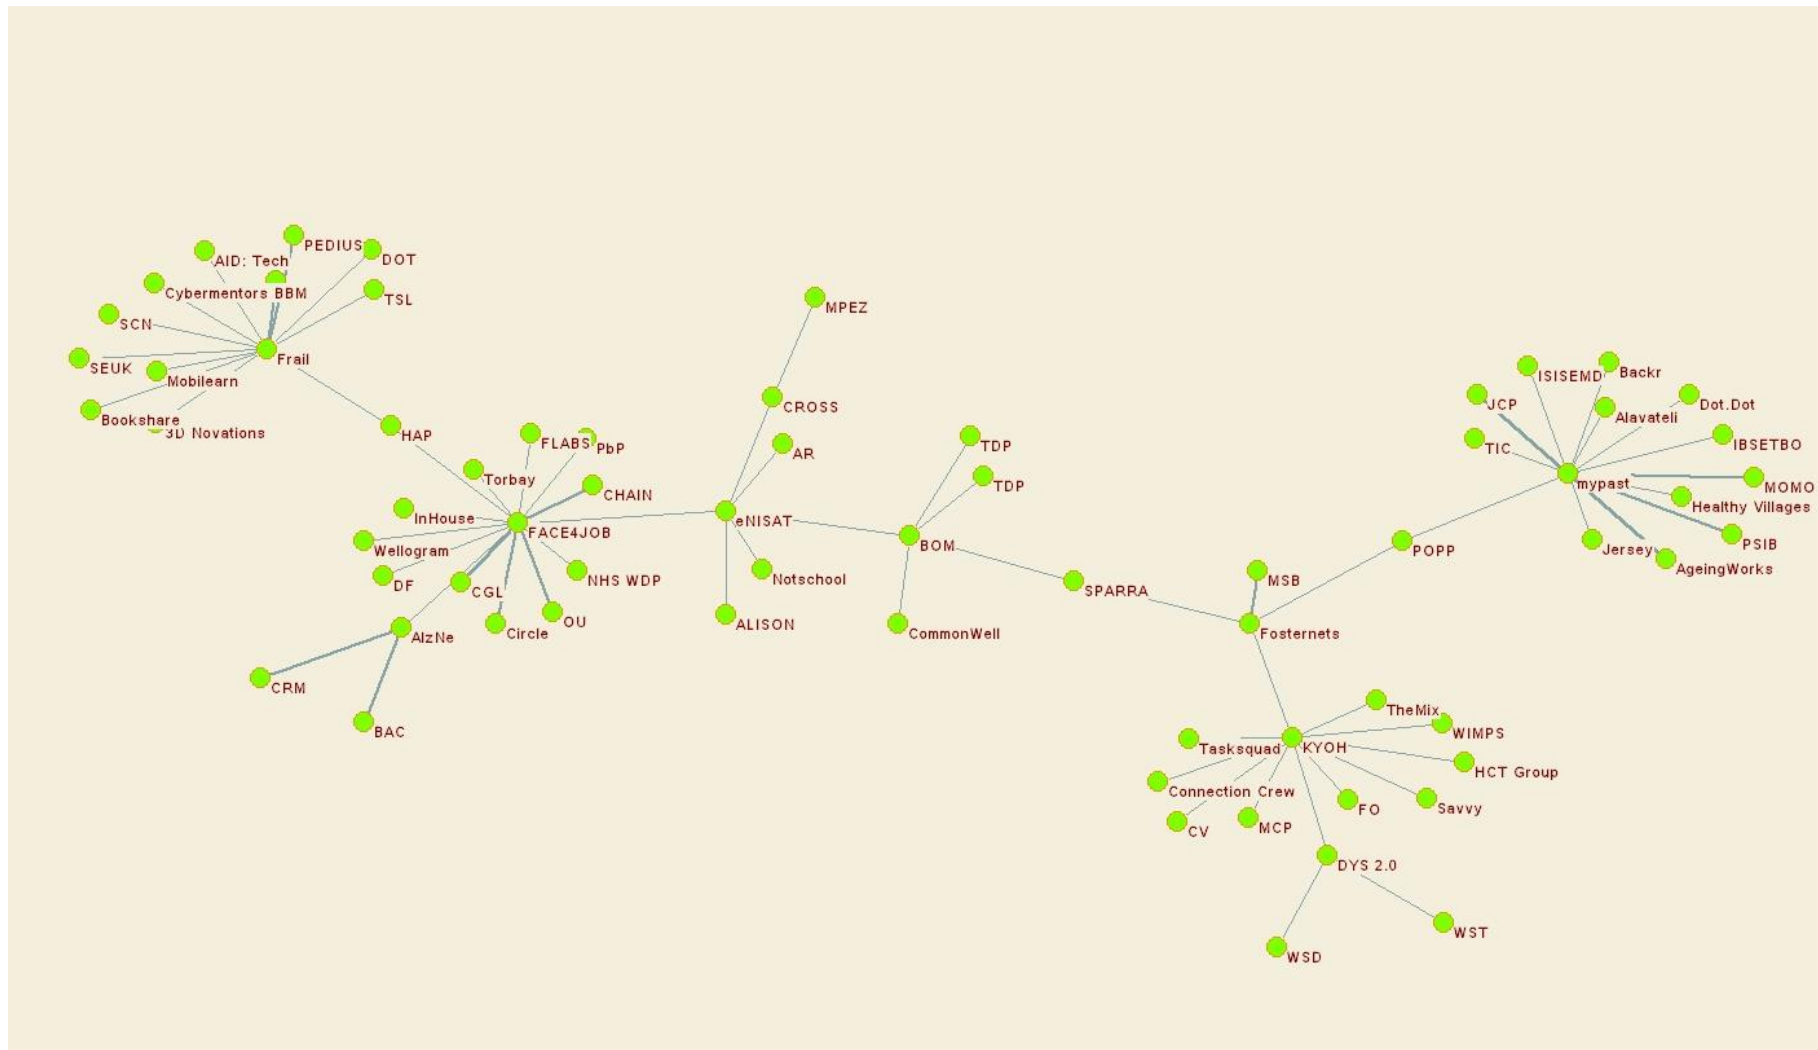 PEDIUS
AID: Tech
DOT
Cybermentors
BBM
TSL
SCN
Frail
SEUK
Mobilearn
Bookshare
3D Novations
HAP
MPEZ
CROSS
FLABS
PbP
AR
Torbay
CHAIN
InHouse
FACE4JOB
eNISAT
Wellogram
DF
CGL
NHS WDP
Notschool
Circle
OU
ALISON
AlzNe
CRM
BAC
TDP
TDP
BOM
SPARRA
CommonWell
MSB
Fosternets
POPP
ISISEMD
Backr
JCP
Alavateli
Dot.Dot
TIC
IBSETBO
mypast
MOMO
Healthy Villages
Jersey
PSIB
AgeingWorks
TheMix
WIMPS
Tasksquad
KYOH
HCT Group
Connection Crew
FO
Savvy
CV
MCP
DYS 2.0
WST
WSD